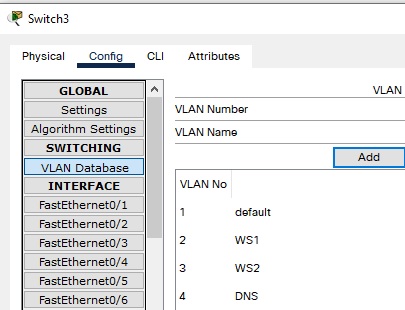 Switch3
Physical Config CLI Attributes
GLOBAL
Settings
Algorithm Settings
SWITCHING
VLAN Database
INTERFACE
FastEthernet0/1
FastEthernet0/2
FastEthernet0/3
FastEthernet0/4
FastEthernet0/5
FastEthernet0/6
VLAN
VLAN Number
VLAN Name
Add
VLAN No
1 default
2 WS1
3 WS2
4 DNS